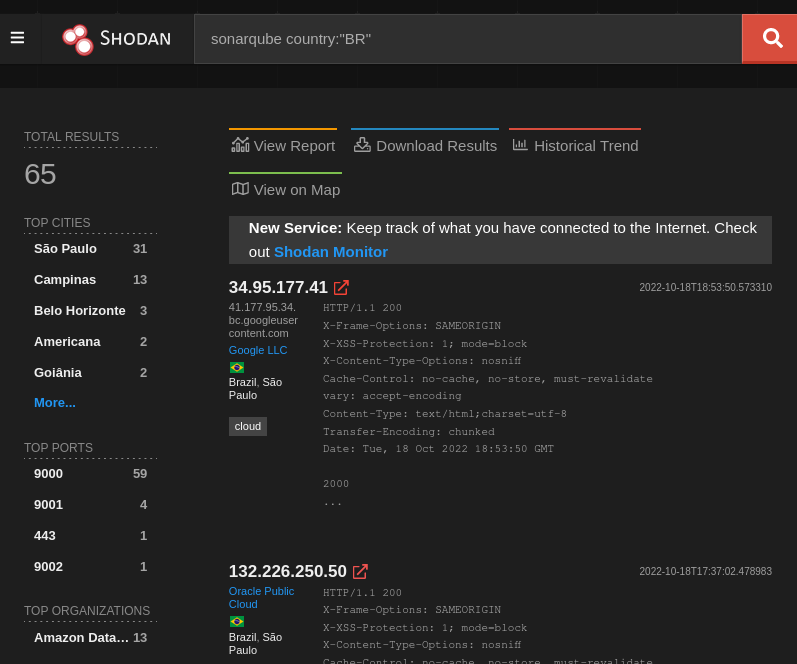 SHODAN
sonarqube country:"BR"
TOTAL RESULTS
65
TOP CITIES
São Paulo 31
Campinas 13
Belo Horizonte 3
Americana 2
Goiânia 2
More...
TOP PORTS
9000 59
9001 4
443 1
9002 1
TOP ORGANIZATIONS
Amazon Data… 13
View Report
Download Results
Historical Trend
View on Map
New Service: Keep track of what you have connected to the Internet. Check
out Shodan Monitor
34.95.177.41
2022-10-18T18:53:50.573310
41.177.95.34.
bc.googleuser
content.com
Google LLC
Brazil, São
Paulo
cloud
HTTP/1.1 200
X-Frame-Options: SAMEORIGIN
X-XSS-Protection: 1; mode=block
X-Content-Type-Options: nosniff
Cache-Control: no-cache, no-store, must-revalidate
vary: accept-encoding
Content-Type: text/html;charset=utf-8
Transfer-Encoding: chunked
Date: Tue, 18 Oct 2022 18:53:50 GMT
2000
...
132.226.250.50
2022-10-18T17:37:02.478983
Oracle Public
Cloud
Brazil, São
Paulo
HTTP/1.1 200
X-Frame-Options: SAMEORIGIN
X-XSS-Protection: 1; mode=block
X-Content-Type-Options: nosniff
Cache-Control: no-cache, no-store, must-revalidate